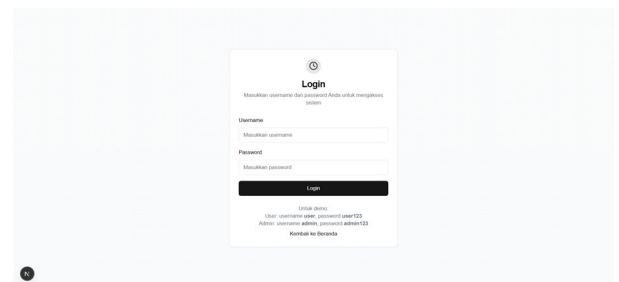 Login
Masukkan username dan password Anda untuk mengakses
sistem
Username
Masukkan username
Password
Masukkan password
Login
Untuk demo:
User: username user, password user123
Admin: username admin, password admin123
Kembali ke Beranda
N